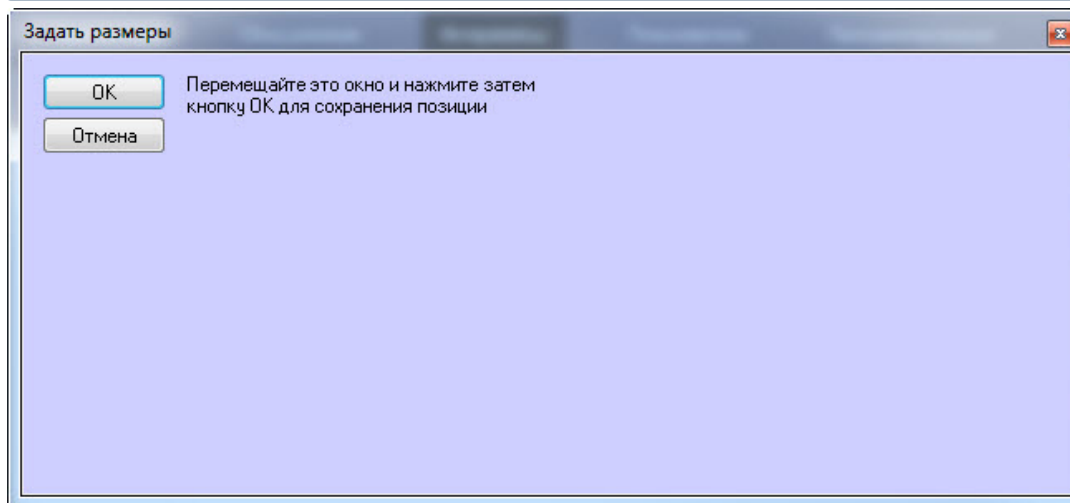 Задать размеры
OK
Перемещайте это окно и нажмите затем
кнопку OK для сохранения позиции
Отмена